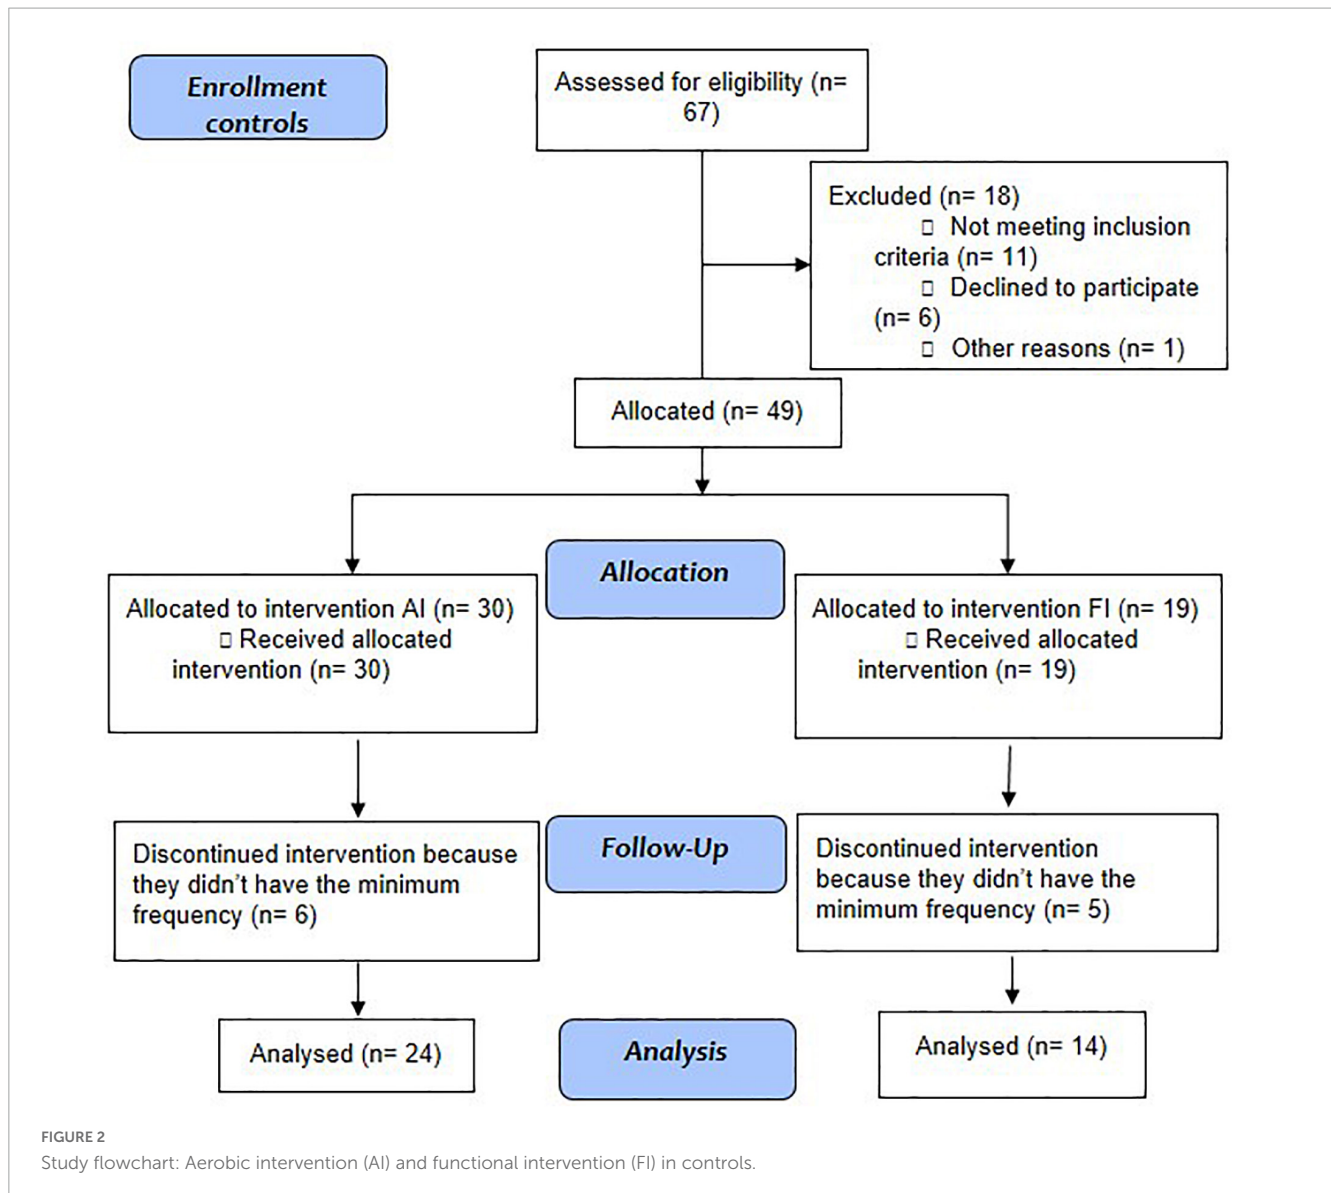 Enrollment
controls
Assessed for eligibility (n=
67)
Excluded (n= 18)
▯ Not meeting inclusion
criteria (n= 11)
▯ Declined to participate
(n= 6)
▯ Other reasons (n= 1)
Allocated (n= 49)
Allocation
Allocated to intervention AI (n= 30)
▯ Received allocated
intervention (n= 30)
Allocated to intervention FI (n= 19)
▯ Received allocated
intervention (n= 19)
Follow-Up
Discontinued intervention because
they didn’t have the minimum
frequency (n= 6)
Discontinued intervention
because they didn’t have the
minimum frequency (n= 5)
Analysed (n= 24)
Analysis
Analysed (n= 14)
FIGURE 2
Study flowchart: Aerobic intervention (AI) and functional intervention (FI) in controls.